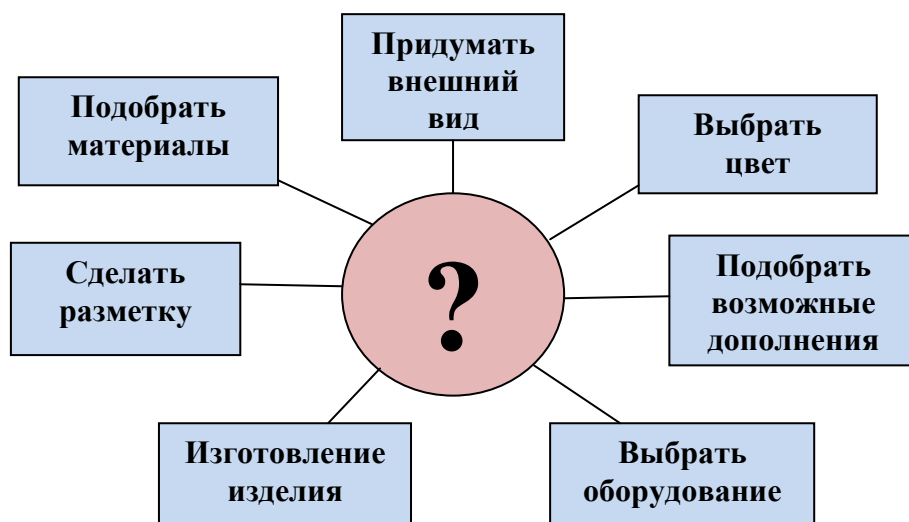 Придумать
внешний
вид
Подобрать
материалы
Выбрать
цвет
Сделать
разметку
?
Подобрать
возможные
дополнения
Изготовление
изделия
Выбрать
оборудование